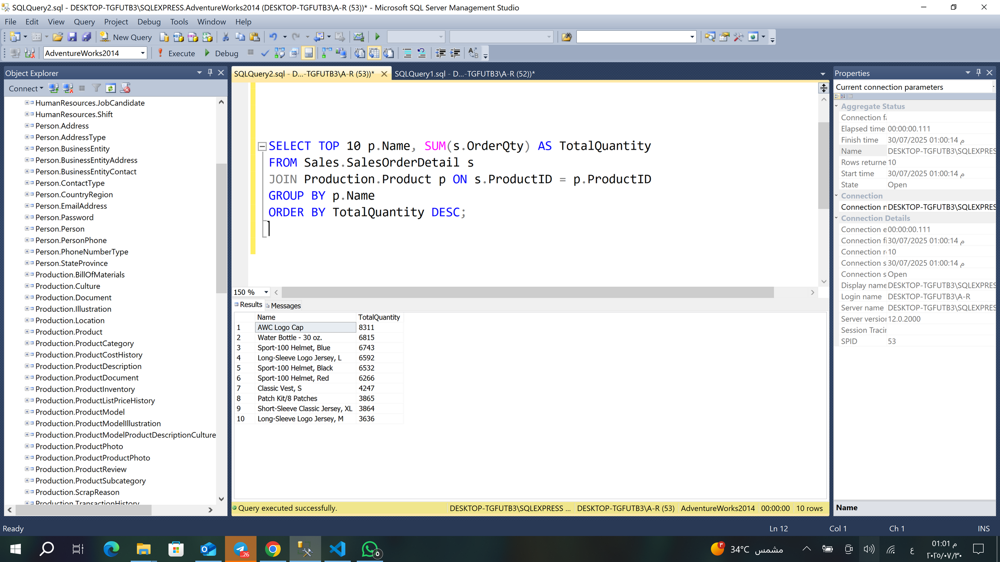 SQLQuery2.sql - DESKTOP-TGFUTB3\SQLEXPRESS.AdventureWorks2014 (DESKTOP-TGFUTB3\A-R (53))* - Microsoft SQL Server Management Studio
File Edit View Query Project Debug Tools Window Help
New Query
AdventureWorks2014 Execute Debug
Object Explorer
Connect
HumanResources.JobCandidate
HumanResources.Shift
Person.Address
Person.AddressType
Person.BusinessEntity
Person.BusinessEntityAddress
Person.BusinessEntityContact
Person.ContactType
Person.CountryRegion
Person.EmailAddress
Person.Password
Person.Person
Person.PersonPhone
Person.PhoneNumberType
Person.StateProvince
Production.BillOfMaterials
Production.Culture
Production.Document
Production.Illustration
Production.Location
Production.Product
Production.ProductCategory
Production.ProductCostHistory
Production.ProductDescription
Production.ProductDocument
Production.ProductInventory
Production.ProductListPriceHistory
Production.ProductModel
Production.ProductModelIllustration
Production.ProductModelProductDescriptionCulture
Production.ProductPhoto
Production.ProductProductPhoto
Production.ProductReview
Production.ProductSubcategory
Production.ScrapReason
Production.TransactionHistory
SQLQuery2.sql - D...-TGFUTB3\A-R (53))* SQLQuery1.sql - D...-TGFUTB3\A-R (52))*
SELECT TOP 10 p.Name, SUM(s.OrderQty) AS TotalQuantity
FROM Sales.SalesOrderDetail s
JOIN Production.Product p ON s.ProductID = p.ProductID
GROUP BY p.Name
ORDER BY TotalQuantity DESC;
150 %
Results Messages
Name TotalQuantity
1 AWC Logo Cap 8311
2 Water Bottle - 30 oz. 6815
3 Sport-100 Helmet, Blue 6743
4 Long-Sleeve Logo Jersey, L 6592
5 Sport-100 Helmet, Black 6532
6 Sport-100 Helmet, Red 6266
7 Classic Vest, S 4247
8 Patch Kit/8 Patches 3865
9 Short-Sleeve Classic Jersey, XL 3864
10 Long-Sleeve Logo Jersey, M 3636
Query executed successfully. DESKTOP-TGFUTB3\SQLEXPRESS ... DESKTOP-TGFUTB3\A-R (53) AdventureWorks2014 00:00:00 10 rows
Properties
Current connection parameters
Aggregate Status
Connection fa
Elapsed time 00:00:00.111
Finish time 30/07/2025 01:00:14 م
Name DESKTOP-TGFUTB3\SQLEXPRES
Rows returne 10
Start time 30/07/2025 01:00:14 م
State Open
Connection
Connection n DESKTOP-TGFUTB3\SQLEXPRES
Connection Details
Connection e 00:00:00.111
Connection fi 30/07/2025 01:00:14 م
Connection r 10
Connection s 30/07/2025 01:00:14 م
Connection s Open
Display name DESKTOP-TGFUTB3\SQLEXPRES
Login name DESKTOP-TGFUTB3\A-R
Server name DESKTOP-TGFUTB3\SQLEXPRES
Server version 12.0.2000
Session Tracin
SPID 53
Name
Ready Ln 12 Col 1 Ch 1 INS
..26
٥
٣
34°C مشمس
ع
01:01 م
٢٠٢٥/٠٧/٣٠